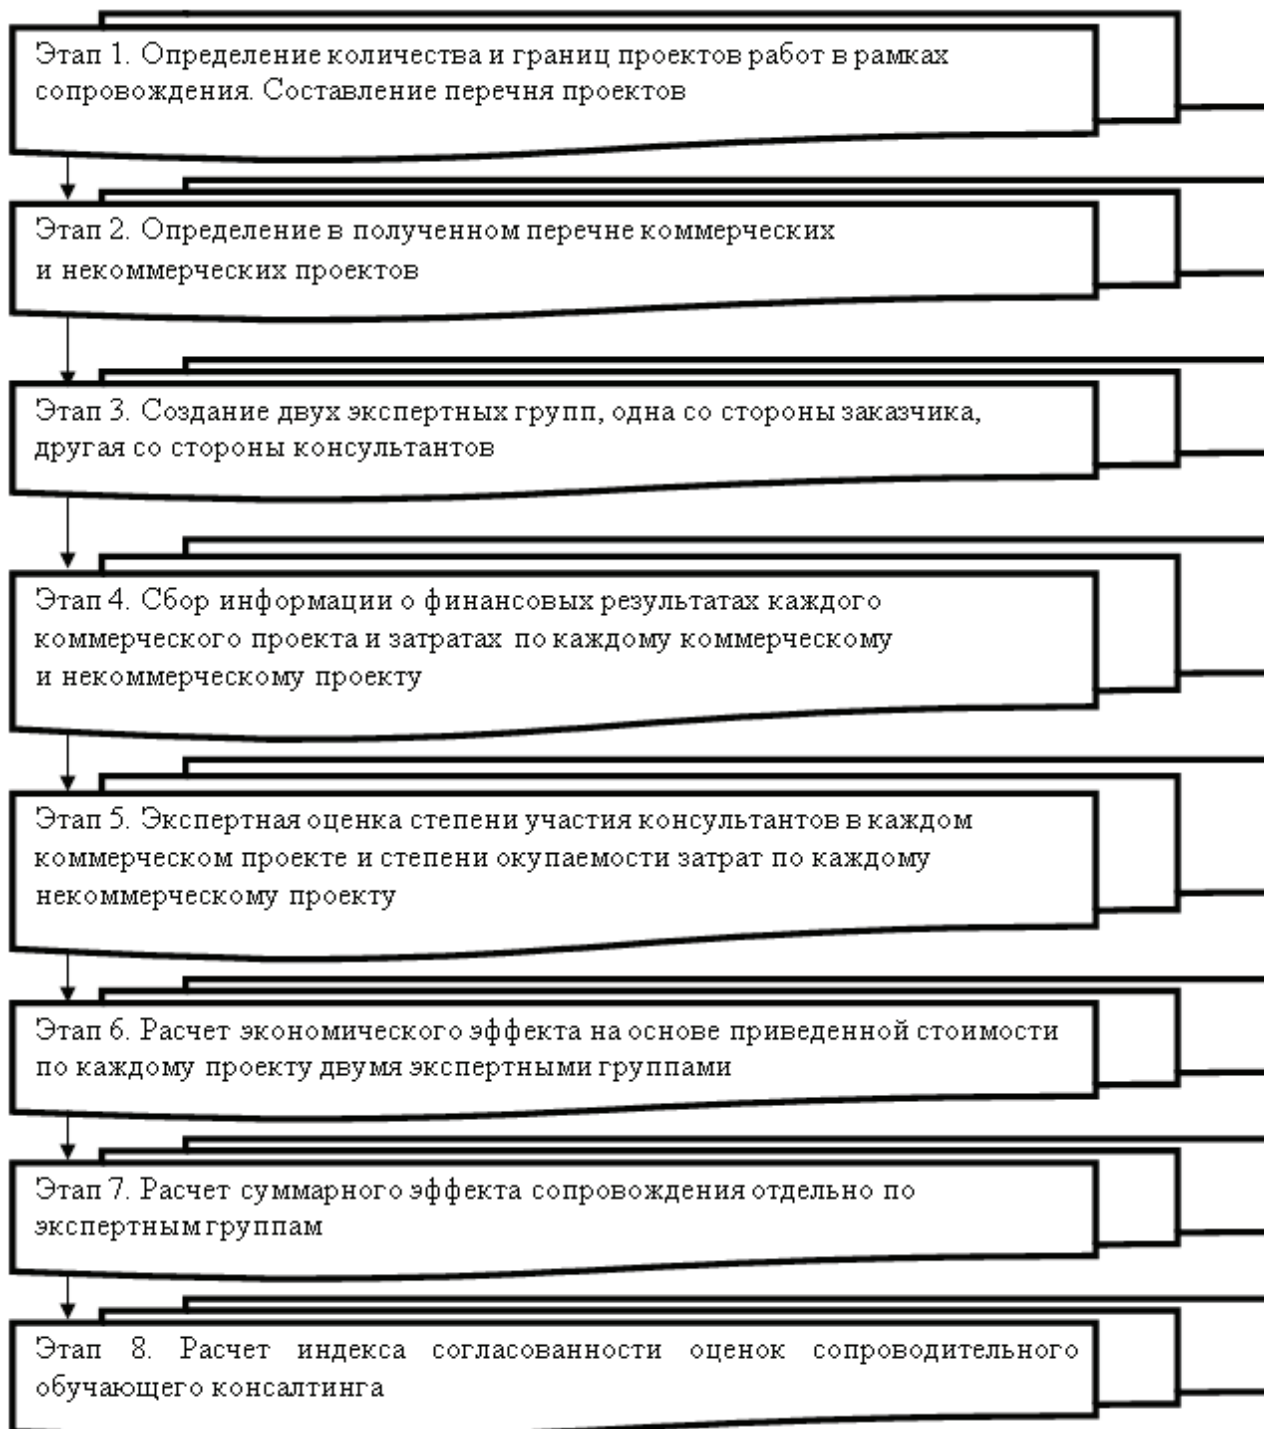 Этап 1. Определение количества и границ проектов работ в рамках
сопровождения. Составление перечня проектов
Этап 2. Определение в полученном перечне коммерческих
и некоммерческих проектов
Этап 3. Создание двух экспертных групп, одна со стороны заказчика,
другая со стороны консультантов
Этап 4. Сбор информации о финансовых результатах каждого
коммерческого проекта и затратах по каждому коммерческому
и некоммерческому проекту
Этап 5. Экспертная оценка степени участия консультантов в каждом
коммерческом проекте и степени окупаемости затрат по каждому
некоммерческому проекту
Этап 6. Расчет экономического эффекта на основе приведенной стоимости
по каждому проекту двумя экспертными группами
Этап 7. Расчет суммарного эффекта сопровождения отдельно по
экспертным группам
Этап 8. Расчет индекса согласованности оценок сопроводительного
обучающего консалтинга